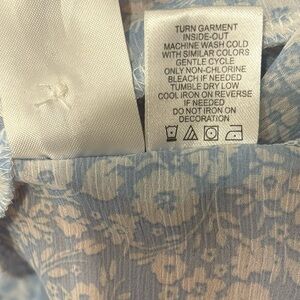 TURN GARMENT
INSIDE-OUT
MACHINE WASH COLD
WITH SIMILAR COLORS
GENTLE CYCLE
ONLY NON-CHLORINE
BLEACH IF NEEDED
TUMBLE DRY LOW
COOL IRON ON REVERSE
IF NEEDED
DO NOT IRON ON
DECORATION